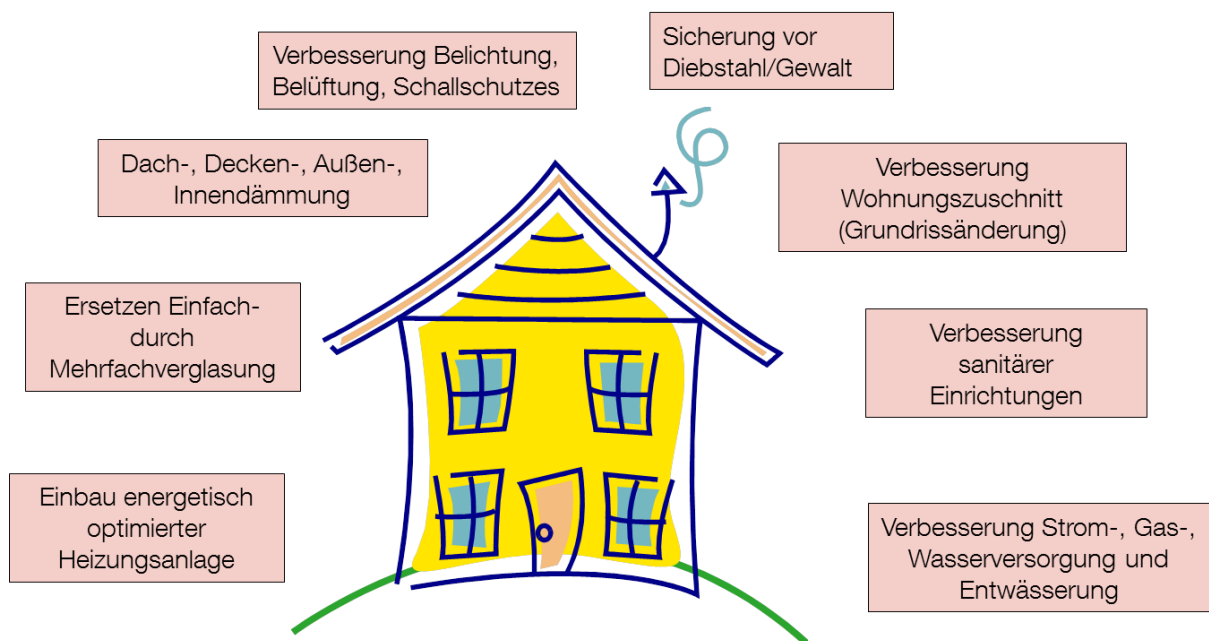 Verbesserung Belichtung,
Belüftung, Schallschutzes
Sicherung vor
Diebstahl/Gewalt
Dach-, Decken-, Außen-,
Innendämmung
Verbesserung
Wohnungszuschnitt
(Grundrissänderung)
Ersetzen Einfach-
durch
Mehrfachverglasung
Verbesserung
sanitärer
Einrichtungen
Einbau energetisch
optimierter
Heizungsanlage
Verbesserung Strom-, Gas-,
Wasserversorgung und
Entwässerung